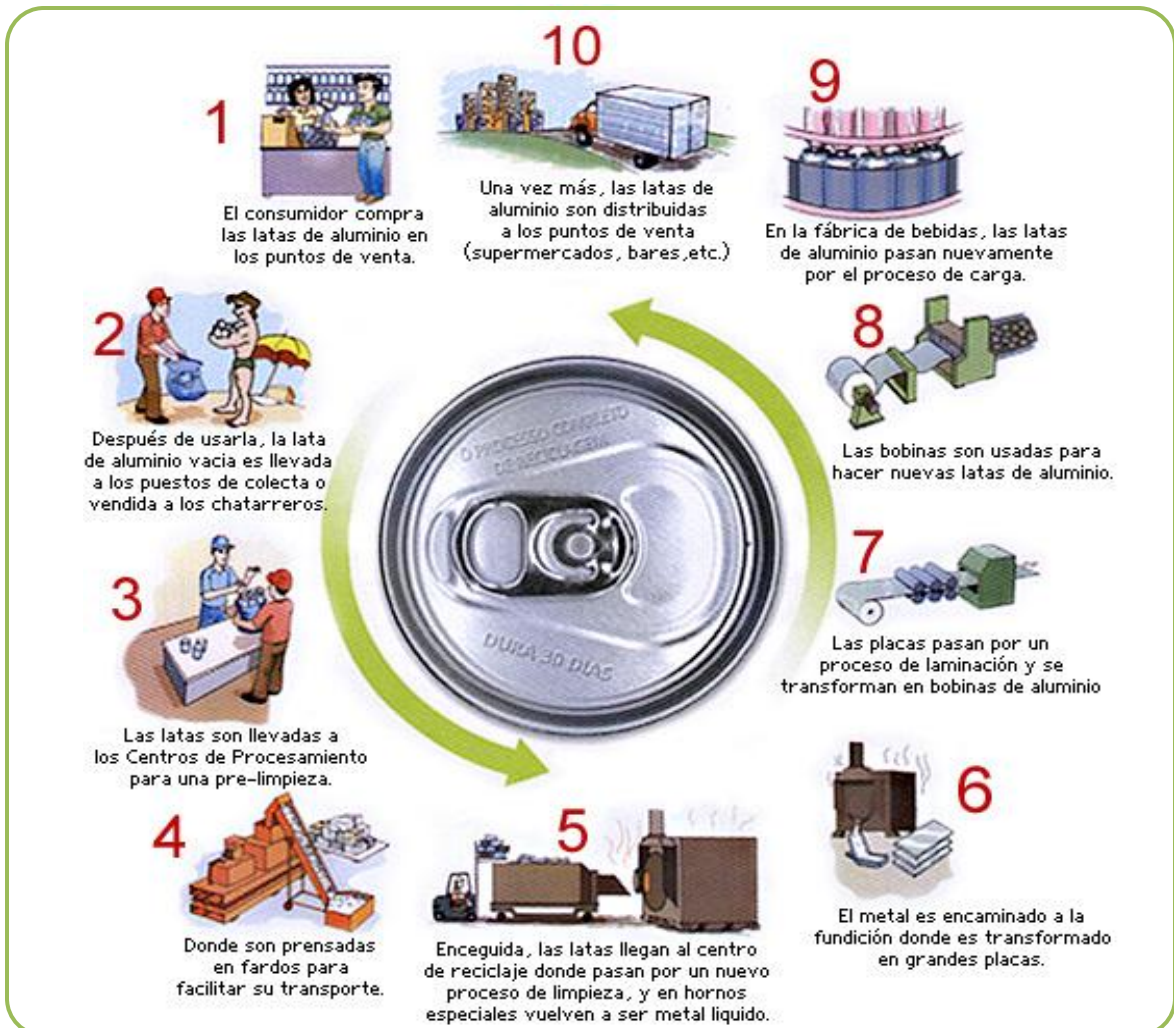 1
El consumidor compra
las latas de aluminio en
los puntos de venta.
2
Después de usarla, la lata
de aluminio vacia es llevada
a los puestos de colecta o
vendida a los chatarreros.
3
Las latas son llevadas a
los Centros de Procesamiento
para una pre-limpieza.
4
Donde son prensadas
en fardos para
facilitar su transporte.
5
Enceguida, las latas llegan al centro
de reciclaje donde pasan por un nuevo
proceso de limpieza, y en hornos
especiales vuelven a ser metal liquido.
6
El metal es encaminado a la
fundición donde es transformado
en grandes placas.
7
Las placas pasan por un
proceso de laminación y se
transforman en bobinas de aluminio
8
Las bobinas son usadas para
hacer nuevas latas de aluminio.
9
En la fábrica de bebidas, las latas
de aluminio pasan nuevamente
por el proceso de carga.
10
Una vez más, las latas de
aluminio son distribuidas
a los puntos de venta
(supermercados, bares,etc.)
O PROCESSO COMPLETO
DE RECICLAGEM
DURA 30 DIAS